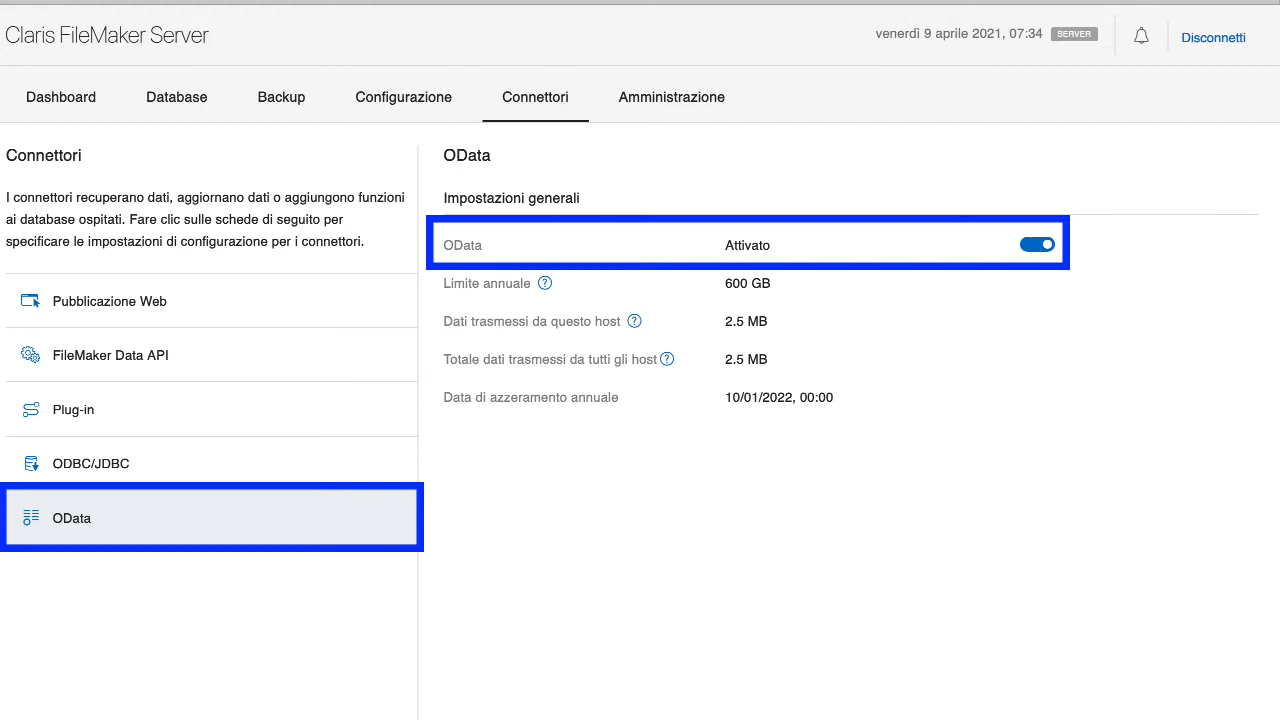 Claris FileMaker Server
venerdì 9 aprile 2021, 07:34 SERVER
Disconnetti
Dashboard Database Backup Configurazione Connettori Amministrazione
Connettori
I connettori recuperano dati, aggiornano dati o aggiungono funzioni
ai database ospitati. Fare clic sulle schede di seguito per
specificare le impostazioni di configurazione per i connettori.
Pubblicazione Web
FileMaker Data API
Plug-in
ODBC/JDBC
OData
OData
Impostazioni generali
OData Attivato
Limite annuale ? 600 GB
Dati trasmessi da questo host ? 2.5 MB
Totale dati trasmessi da tutti gli host ? 2.5 MB
Data di azzeramento annuale 10/01/2022, 00:00